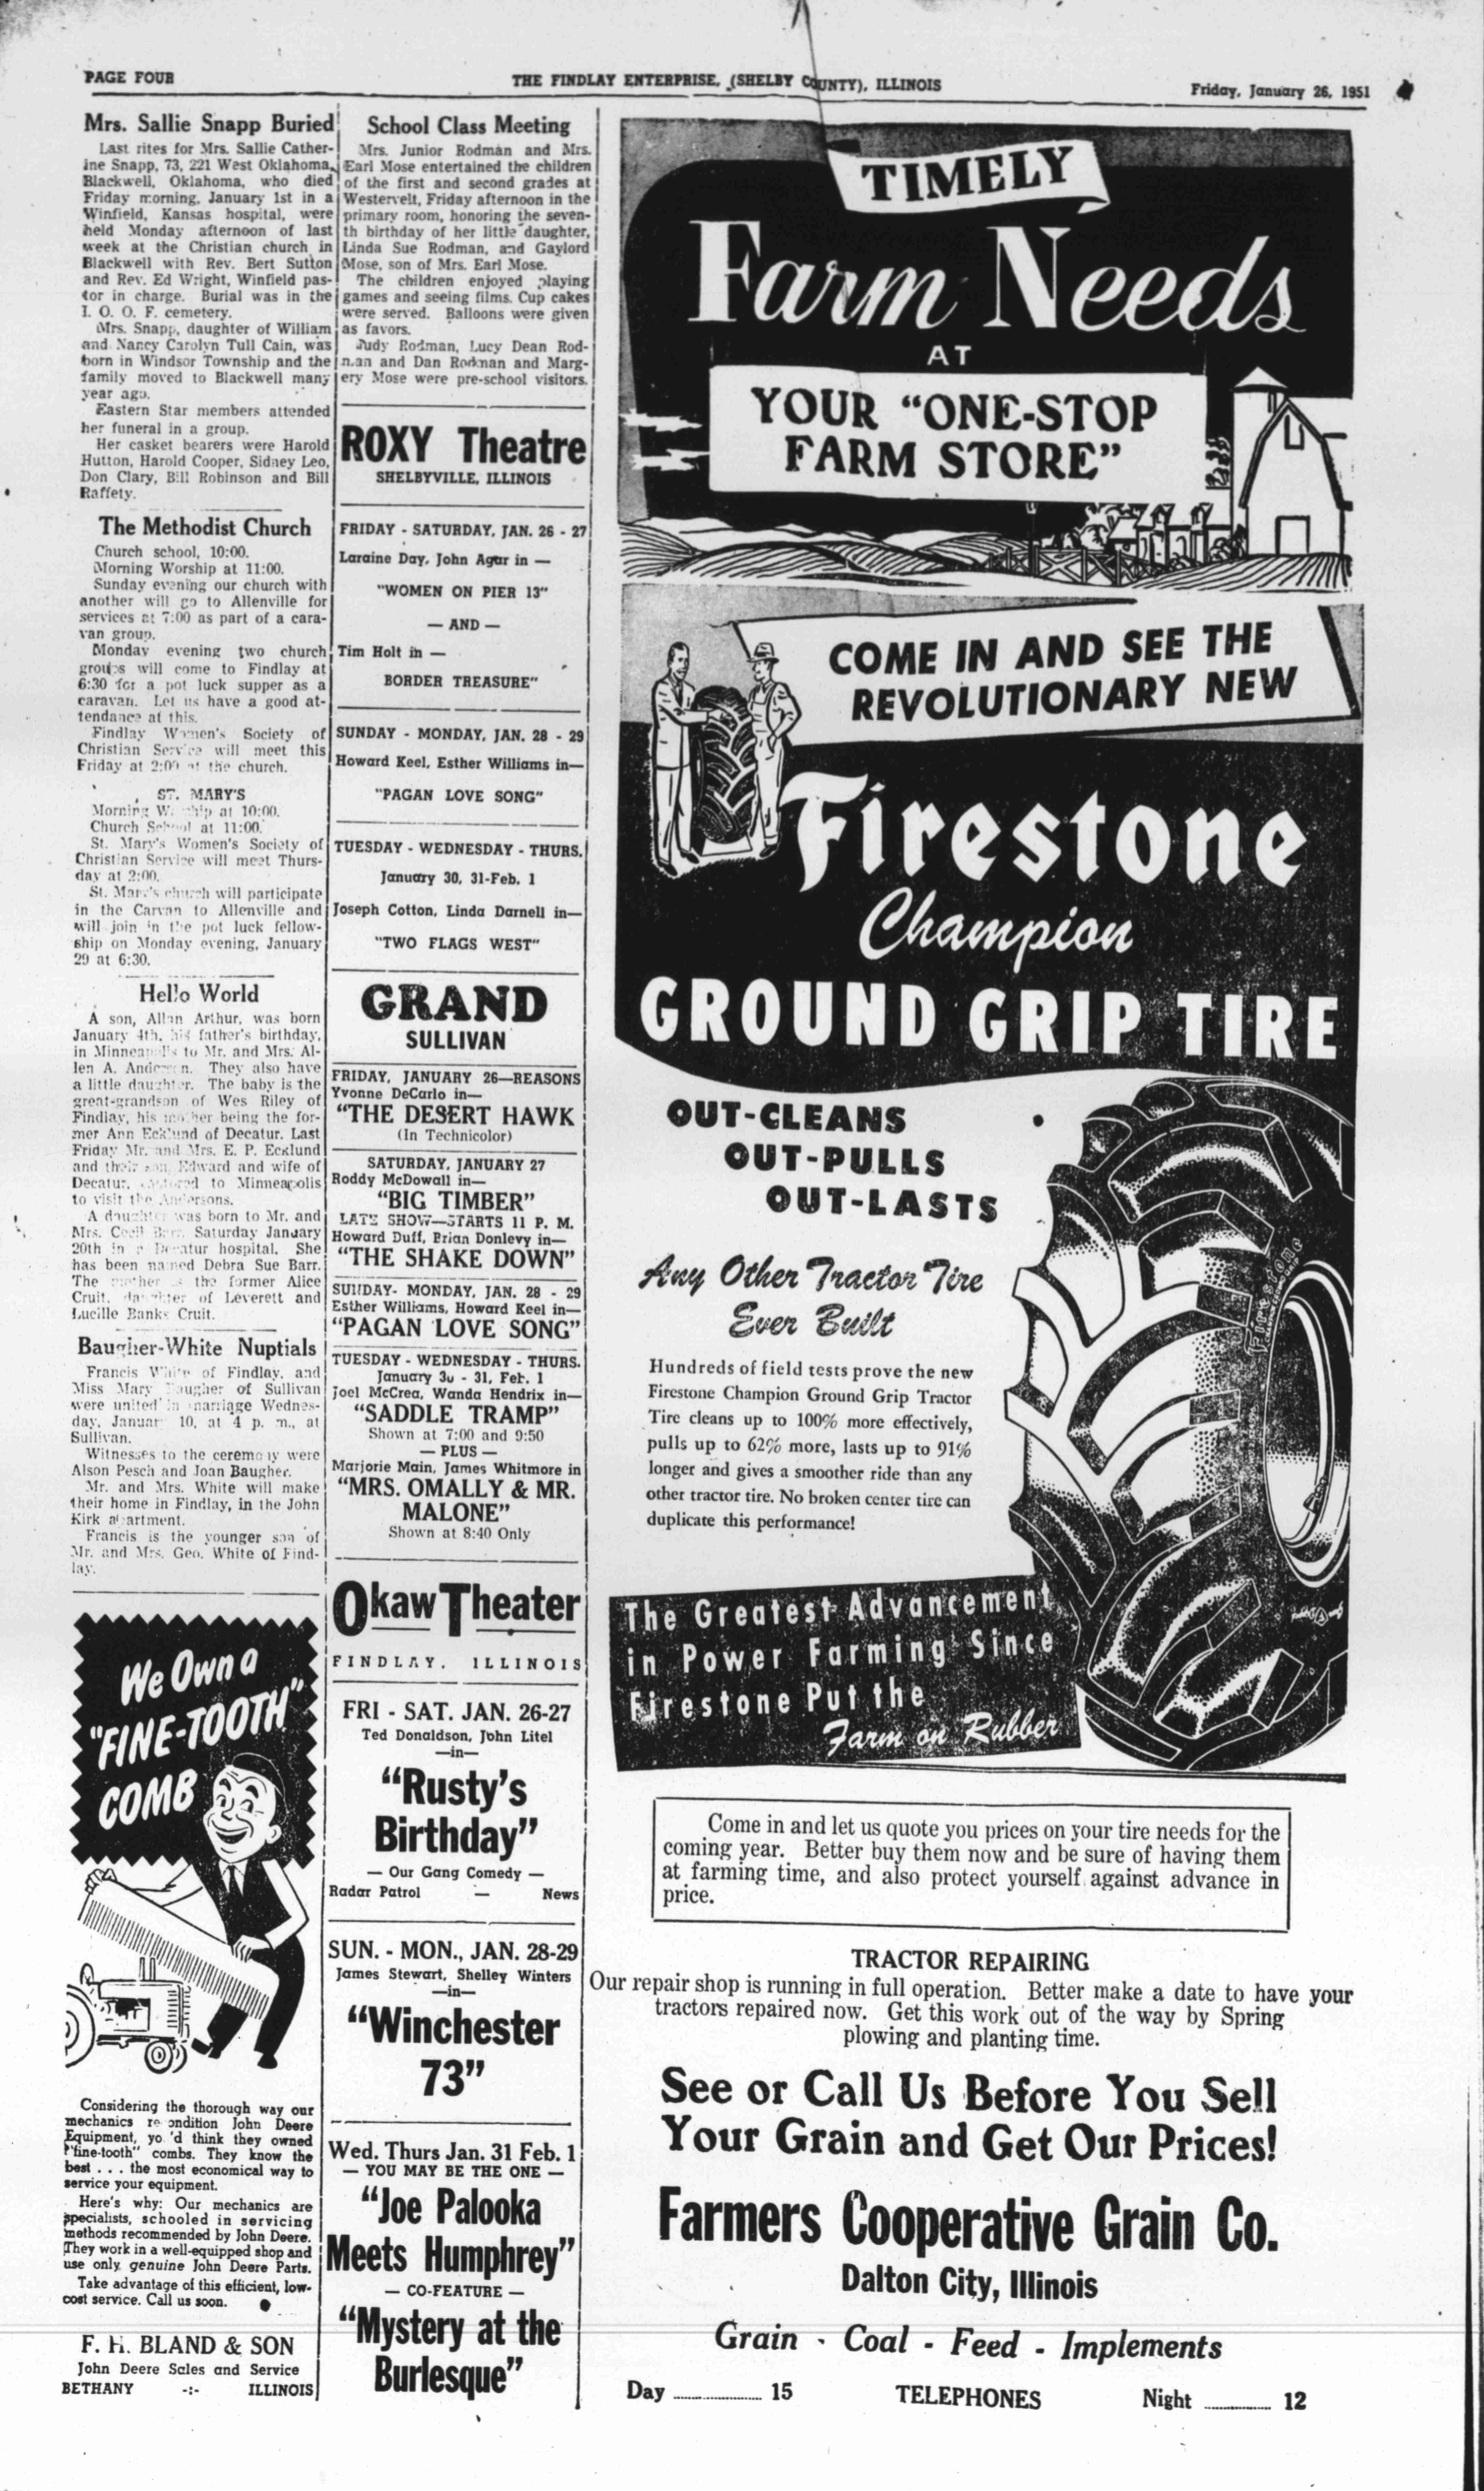 PAGE FOUR
THE FINDLAY ENTERPRISE, (SHELBY COUNTY), ILLINOIS
Friday, January 26, 1951
Mrs. Sallie Snapp Buried
Last rites for Mrs. Sallie Cather-
ine Snapp, 73, 221 West Oklahoma,
Blackwell, Oklahoma, who died
Friday morning, January 1st in a
Winfield, Kansas hospital, were
held Monday afternoon of last
week at the Christian church in
Blackwell with Rev. Bert Sutton
and Rev. Ed Wright, Winfield pas-
tor in charge. Burial was in the
I. O. O. F. cemetery.
Mrs. Snapp, daughter of William
and Nancy Carolyn Tull Cain, was
born in Windsor Township and the
family moved to Blackwell many
year ago.
Eastern Star members attended
her funeral in a group.
Her casket bearers were Harold
Hutton, Harold Cooper, Sidney Leo,
Don Clary, Bill Robinson and Bill
Raffety.
The Methodist Church
Church school, 10:00.
Morning Worship at 11:00.
Sunday evening our church with
another will go to Allenville for
services at 7:00 as part of a cara-
van group.
Monday evening two church
groups will come to Findlay at
6:30 for a pot luck supper as a
caravan. Let us have a good at-
tendance at this.
Findlay Women's Society of
Christian Service will meet this
Friday at 2:00 at the church.
ST. MARY'S
Morning Worship at 10:00.
Church School at 11:00.
St. Mary's Women's Society of
Christian Service will meet Thurs-
day at 2:00.
St. Mary's church will participate
in the Carvan to Allenville and
will join in the pot luck fellow-
ship on Monday evening, January
29 at 6:30.
Hello World
A son, Allan Arthur, was born
January 4th, his father's birthday,
in Minneapolis to Mr. and Mrs. Al-
len A. Anderson. They also have
a little daughter. The baby is the
great-grandson of Wes Riley of
Findlay, his mother being the for-
mer Ann Ecklund of Decatur. Last
Friday Mr. and Mrs. E. P. Ecklund
and their son, Edward and wife of
Decatur, motored to Minneapolis
to visit the Andersons.
A daughter was born to Mr. and
Mrs. Cecil Barr, Saturday January
20th in a Decatur hospital. She
has been named Debra Sue Barr.
The mother is the former Alice
Cruit, daughter of Leverett and
Lucille Banks Cruit.
Baugher-White Nuptials
Francis White of Findlay, and
Miss Mary Baugher of Sullivan
were united in marriage Wednes-
day, January 10, at 4 p. m., at
Sullivan.
Witnesses to the ceremony were
Alson Pesch and Joan Baugher.
Mr. and Mrs. White will make
their home in Findlay, in the John
Kirk apartment.
Francis is the younger son of
Mr. and Mrs. Geo. White of Find-
lay.
We Own a
"FINE-TOOTH"
COMB
Considering the thorough way our
mechanics recondition John Deere
Equipment, you'd think they owned
"fine-tooth" combs. They know the
best . . . the most economical way to
service your equipment.
Here's why: Our mechanics are
specialists, schooled in servicing
methods recommended by John Deere.
They work in a well-equipped shop and
use only genuine John Deere Parts.
Take advantage of this efficient, low-
cost service. Call us soon.
F. H. BLAND & SON
John Deere Sales and Service
BETHANY -:- ILLINOIS
School Class Meeting
Mrs. Junior Rodman and Mrs.
Earl Mose entertained the children
of the first and second grades at
Westervelt, Friday afternoon in the
primary room, honoring the seven-
th birthday of her little daughter,
Linda Sue Rodman, and Gaylord
Mose, son of Mrs. Earl Mose.
The children enjoyed playing
games and seeing films. Cup cakes
were served. Balloons were given
as favors.
Judy Rodman, Lucy Dean Rod-
man and Dan Rodman and Marg-
ery Mose were pre-school visitors.
ROXY Theatre
SHELBYVILLE, ILLINOIS
FRIDAY - SATURDAY, JAN. 26 - 27
Laraine Day, John Agar in —
"WOMEN ON PIER 13"
— AND —
Tim Holt in —
BORDER TREASURE"
SUNDAY - MONDAY, JAN. 28 - 29
Howard Keel, Esther Williams in—
"PAGAN LOVE SONG"
TUESDAY - WEDNESDAY - THURS.
January 30, 31-Feb. 1
Joseph Cotton, Linda Darnell in—
"TWO FLAGS WEST"
GRAND
SULLIVAN
FRIDAY, JANUARY 26—REASONS
Yvonne DeCarlo in—
"THE DESERT HAWK
(In Technicolor)
SATURDAY, JANUARY 27
Roddy McDowall in—
"BIG TIMBER"
LATE SHOW—STARTS 11 P. M.
Howard Duff, Brian Donlevy in—
"THE SHAKE DOWN"
SUNDAY- MONDAY, JAN. 28 - 29
Esther Williams, Howard Keel in—
"PAGAN LOVE SONG"
TUESDAY - WEDNESDAY - THURS.
January 30 - 31, Feb. 1
Joel McCrea, Wanda Hendrix in—
"SADDLE TRAMP"
Shown at 7:00 and 9:50
— PLUS —
Marjorie Main, James Whitmore in
"MRS. OMALLY & MR.
MALONE"
Shown at 8:40 Only
Okaw Theater
FINDLAY, ILLINOIS
FRI - SAT. JAN. 26-27
Ted Donaldson, John Litel
—in—
"Rusty's
Birthday"
— Our Gang Comedy —
Radar Patrol — News
SUN. - MON., JAN. 28-29
James Stewart, Shelley Winters
—in—
"Winchester
73"
Wed. Thurs Jan. 31 Feb. 1
— YOU MAY BE THE ONE —
"Joe Palooka
Meets Humphrey"
— CO-FEATURE —
"Mystery at the
Burlesque"
TIMELY
Farm Needs
AT
YOUR "ONE-STOP
FARM STORE"
COME IN AND SEE THE
REVOLUTIONARY NEW
Firestone
Champion
GROUND GRIP TIRE
OUT-CLEANS
OUT-PULLS
OUT-LASTS
Any Other Tractor Tire
Ever Built
Hundreds of field tests prove the new
Firestone Champion Ground Grip Tractor
Tire cleans up to 100% more effectively,
pulls up to 62% more, lasts up to 91%
longer and gives a smoother ride than any
other tractor tire. No broken center tire can
duplicate this performance!
Firestone
The Greatest Advancement
in Power Farming Since
Firestone Put the
Farm on Rubber
Come in and let us quote you prices on your tire needs for the
coming year. Better buy them now and be sure of having them
at farming time, and also protect yourself against advance in
price.
TRACTOR REPAIRING
Our repair shop is running in full operation. Better make a date to have your
tractors repaired now. Get this work out of the way by Spring
plowing and planting time.
See or Call Us Before You Sell
Your Grain and Get Our Prices!
Farmers Cooperative Grain Co.
Dalton City, Illinois
Grain - Coal - Feed - Implements
Day ............ 15 TELEPHONES Night ............ 12